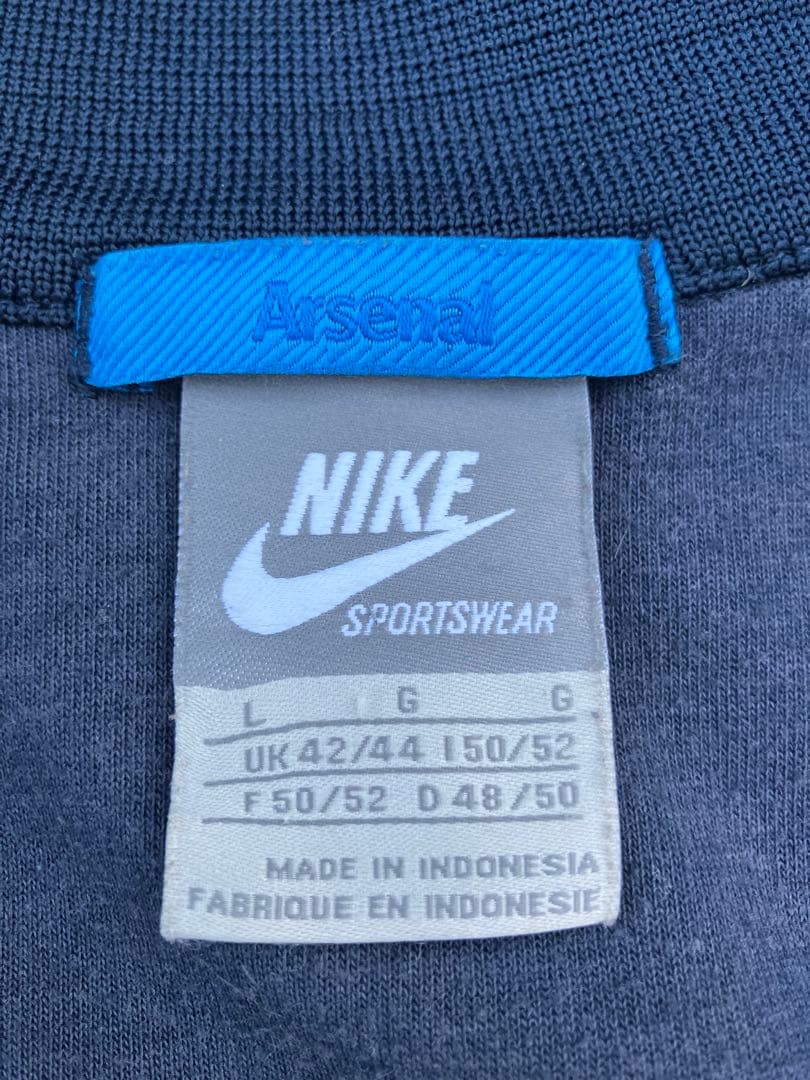 Arsenal
NIKE
SPORTSWEAR
L G G
UK 42/44 I 50/52
F 50/52 D 48/50
MADE IN INDONESIA
FABRIQUE EN INDONESIE